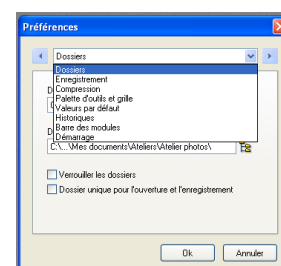 Préférences
Dossiers
Dossiers
Enregistrement
Compression
Palette d'outils et grille
Valeurs par défaut
Historiques
Barre des modules
Démarrage
C:\...\Mes documents\Ateliers\Atelier photos\
Verrouiller les dossiers
Dossier unique pour l'ouverture et l'enregistrement
Ok
Annuler